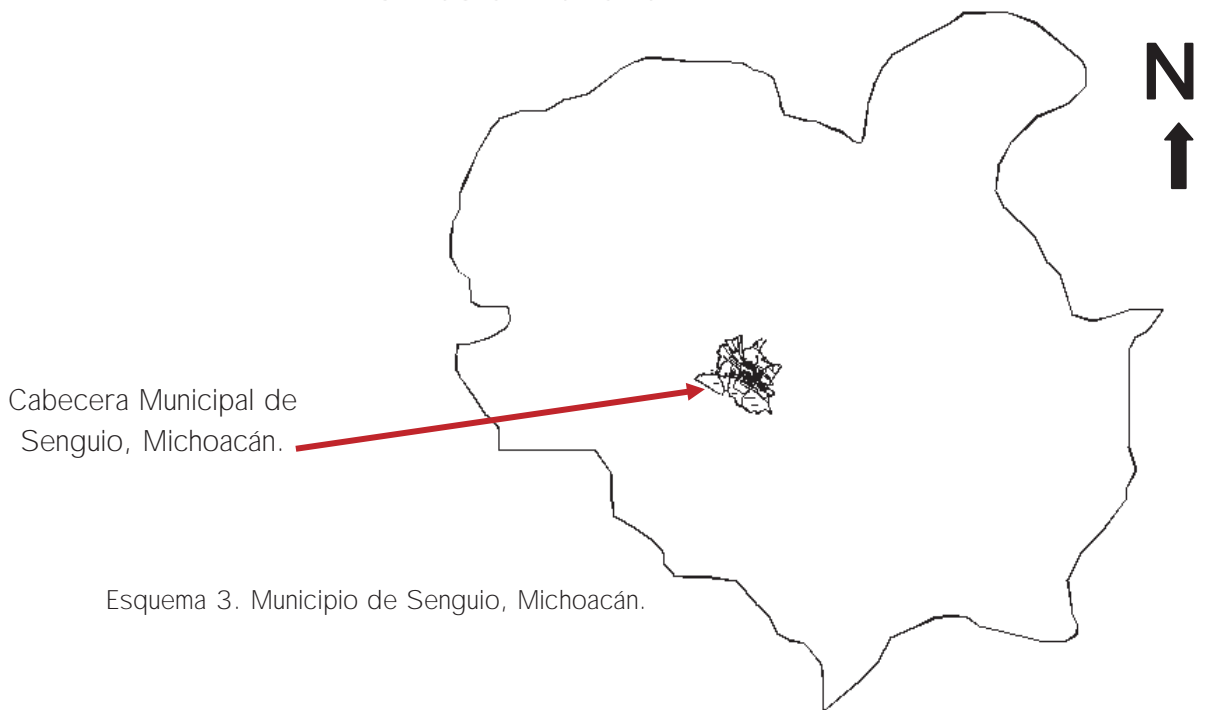 N
Cabecera Municipal de
Senguio, Michoacán.
Esquema 3. Municipio de Senguio, Michoacán.